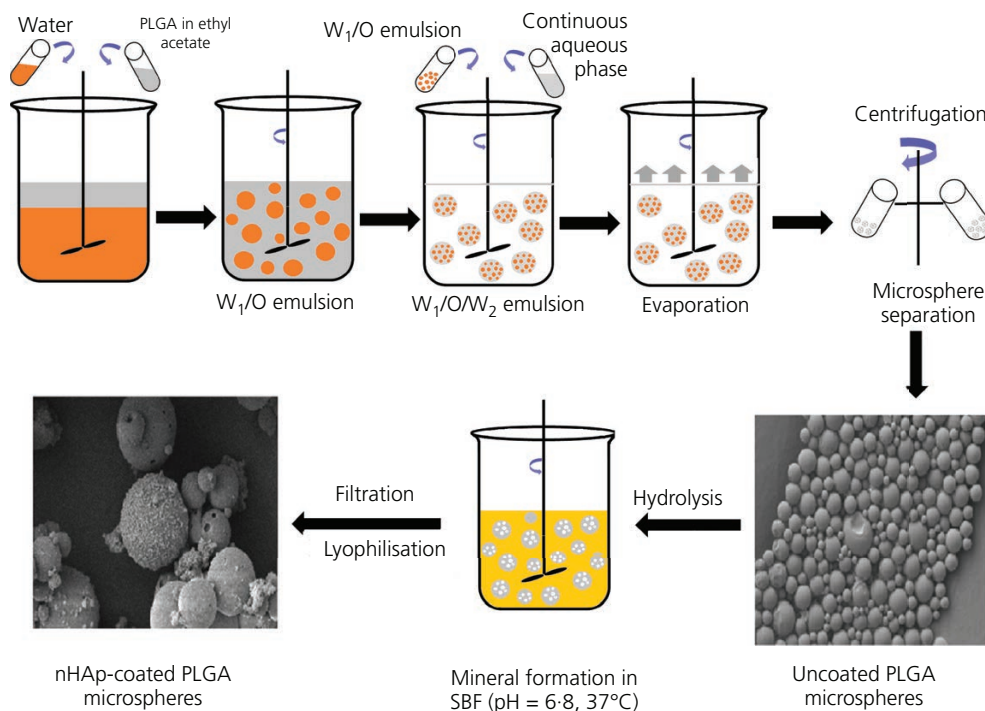 Water
PLGA in ethyl
acetate
W₁/O emulsion
Continuous
aqueous
phase
Centrifugation
W₁/O emulsion
W₁/O/W₂ emulsion
Evaporation
Microsphere
separation
Filtration
Lyophilisation
Hydrolysis
nHAp-coated PLGA
microspheres
Mineral formation in
SBF (pH = 6·8, 37°C)
Uncoated PLGA
microspheres